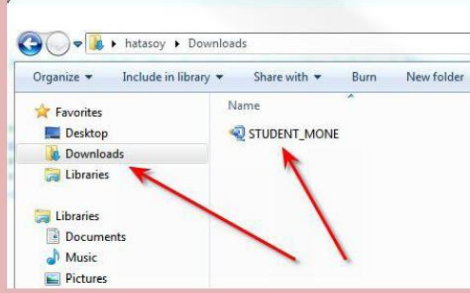 hatasoy ▸ Downloads
Organize Include in library Share with Burn New folder
Favorites
Desktop
Downloads
Libraries
Libraries
Documents
Music
Pictures
Name
STUDENT_MONE